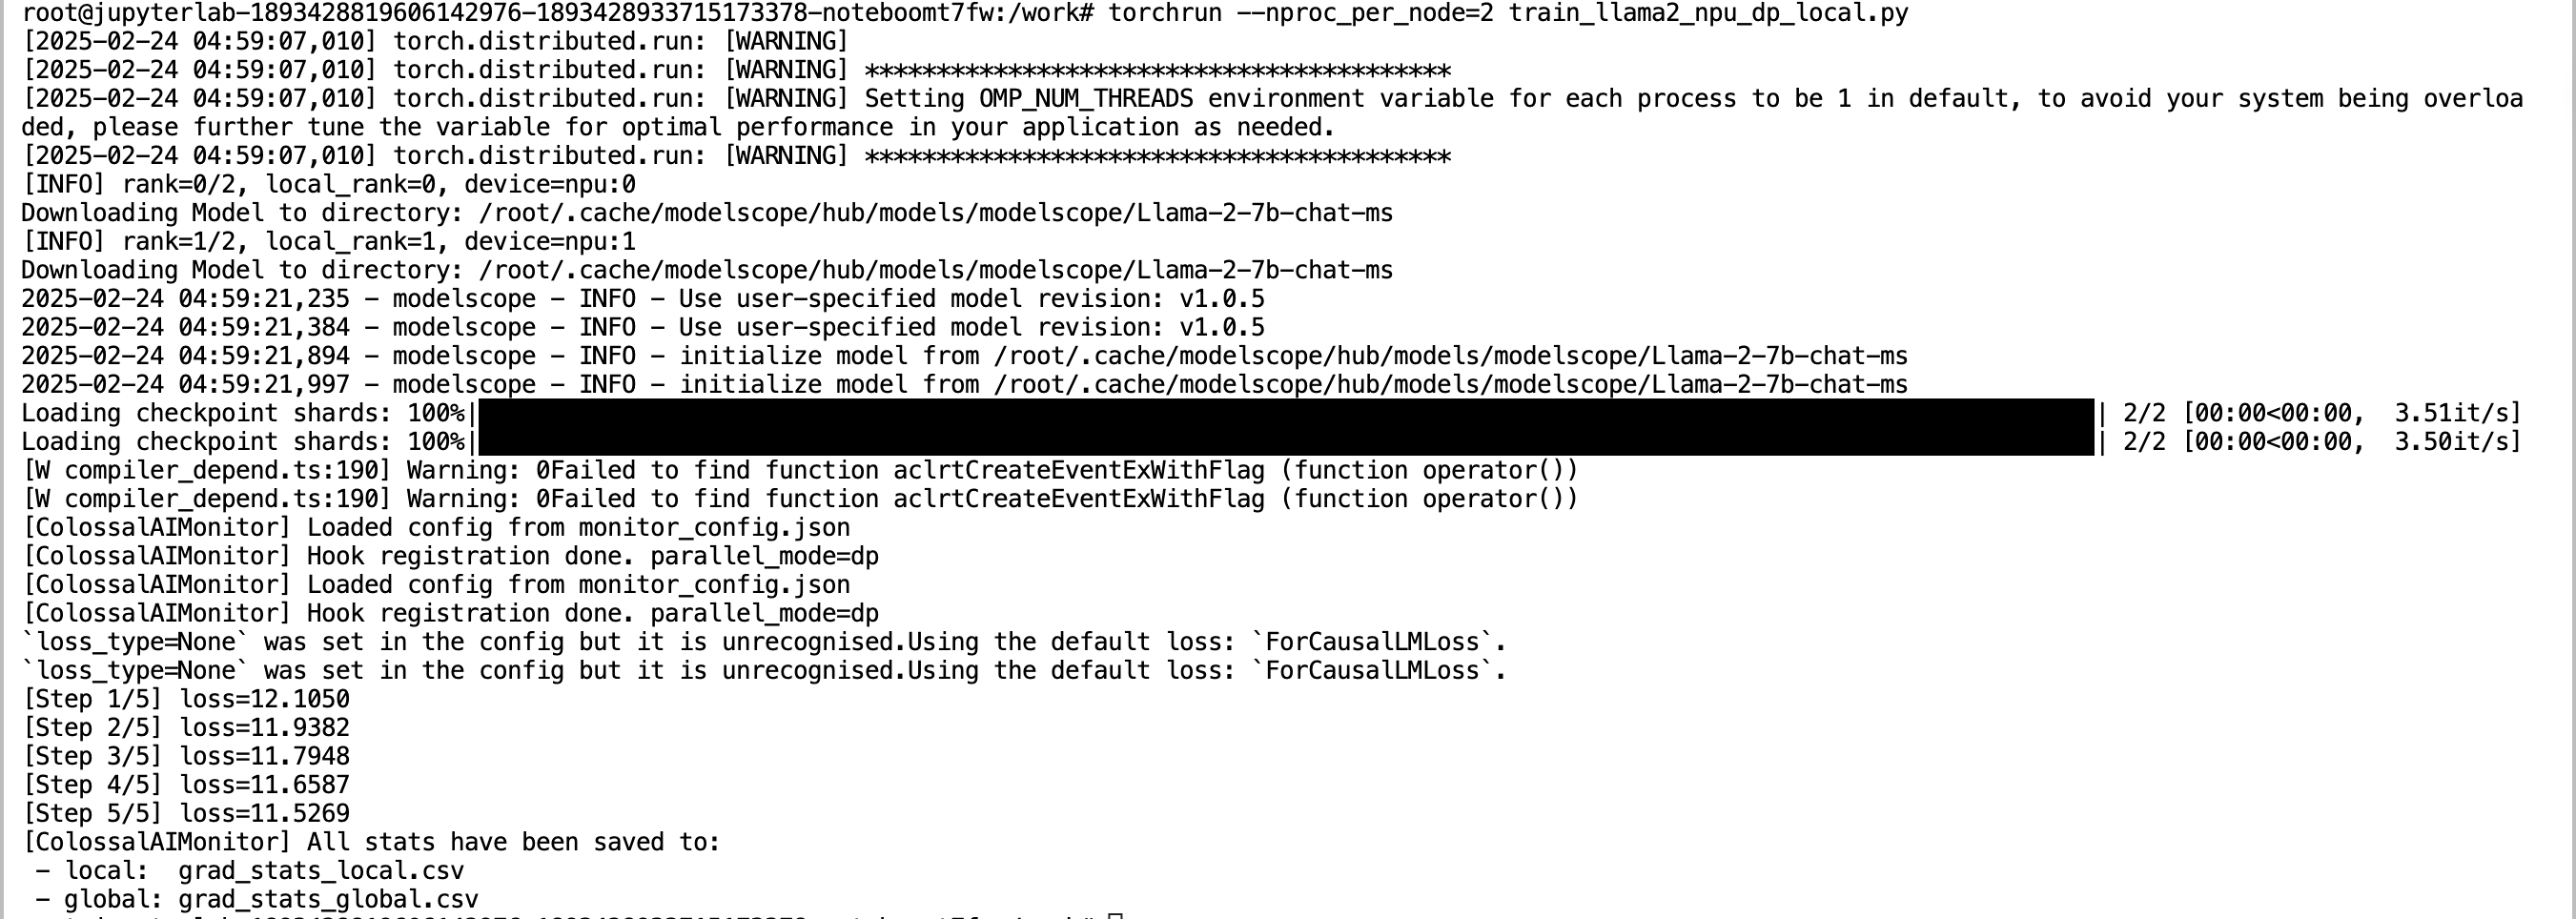 root@jupyterlab-1893428819606142976-1893428933715173378-noteboomt7fw:/work# torchrun --nproc_per_node=2 train_llama2_npu_dp_local.py
[2025-02-24 04:59:07,010] torch.distributed.run: [WARNING]
[2025-02-24 04:59:07,010] torch.distributed.run: [WARNING] *****************************************
[2025-02-24 04:59:07,010] torch.distributed.run: [WARNING] Setting OMP_NUM_THREADS environment variable for each process to be 1 in default, to avoid your system being overloa
ded, please further tune the variable for optimal performance in your application as needed.
[2025-02-24 04:59:07,010] torch.distributed.run: [WARNING] *****************************************
[INFO] rank=0/2, local_rank=0, device=npu:0
Downloading Model to directory: /root/.cache/modelscope/hub/models/modelscope/Llama-2-7b-chat-ms
[INFO] rank=1/2, local_rank=1, device=npu:1
Downloading Model to directory: /root/.cache/modelscope/hub/models/modelscope/Llama-2-7b-chat-ms
2025-02-24 04:59:21,235 - modelscope - INFO - Use user-specified model revision: v1.0.5
2025-02-24 04:59:21,384 - modelscope - INFO - Use user-specified model revision: v1.0.5
2025-02-24 04:59:21,894 - modelscope - INFO - initialize model from /root/.cache/modelscope/hub/models/modelscope/Llama-2-7b-chat-ms
2025-02-24 04:59:21,997 - modelscope - INFO - initialize model from /root/.cache/modelscope/hub/models/modelscope/Llama-2-7b-chat-ms
Loading checkpoint shards: 100%| | 2/2 [00:00<00:00,  3.51it/s]
Loading checkpoint shards: 100%| | 2/2 [00:00<00:00,  3.50it/s]
[W compiler_depend.ts:190] Warning: 0Failed to find function aclrtCreateEventExWithFlag (function operator())
[W compiler_depend.ts:190] Warning: 0Failed to find function aclrtCreateEventExWithFlag (function operator())
[ColossalAIMonitor] Loaded config from monitor_config.json
[ColossalAIMonitor] Hook registration done. parallel_mode=dp
[ColossalAIMonitor] Loaded config from monitor_config.json
[ColossalAIMonitor] Hook registration done. parallel_mode=dp
`loss_type=None` was set in the config but it is unrecognised.Using the default loss: `ForCausalLMLoss`.
`loss_type=None` was set in the config but it is unrecognised.Using the default loss: `ForCausalLMLoss`.
[Step 1/5] loss=12.1050
[Step 2/5] loss=11.9382
[Step 3/5] loss=11.7948
[Step 4/5] loss=11.6587
[Step 5/5] loss=11.5269
[ColossalAIMonitor] All stats have been saved to:
 - local:  grad_stats_local.csv
 - global: grad_stats_global.csv